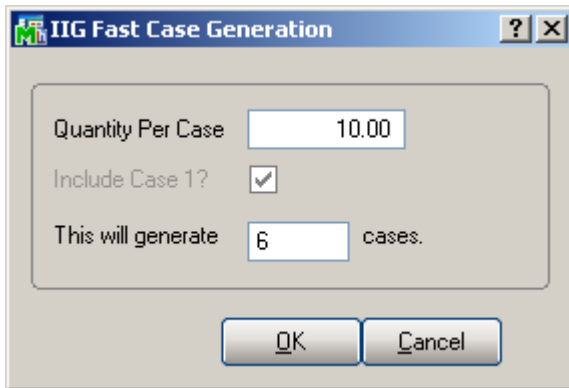 IIG Fast Case Generation
Quantity Per Case 10.00
Include Case 1?
This will generate 6 cases.
OK Cancel